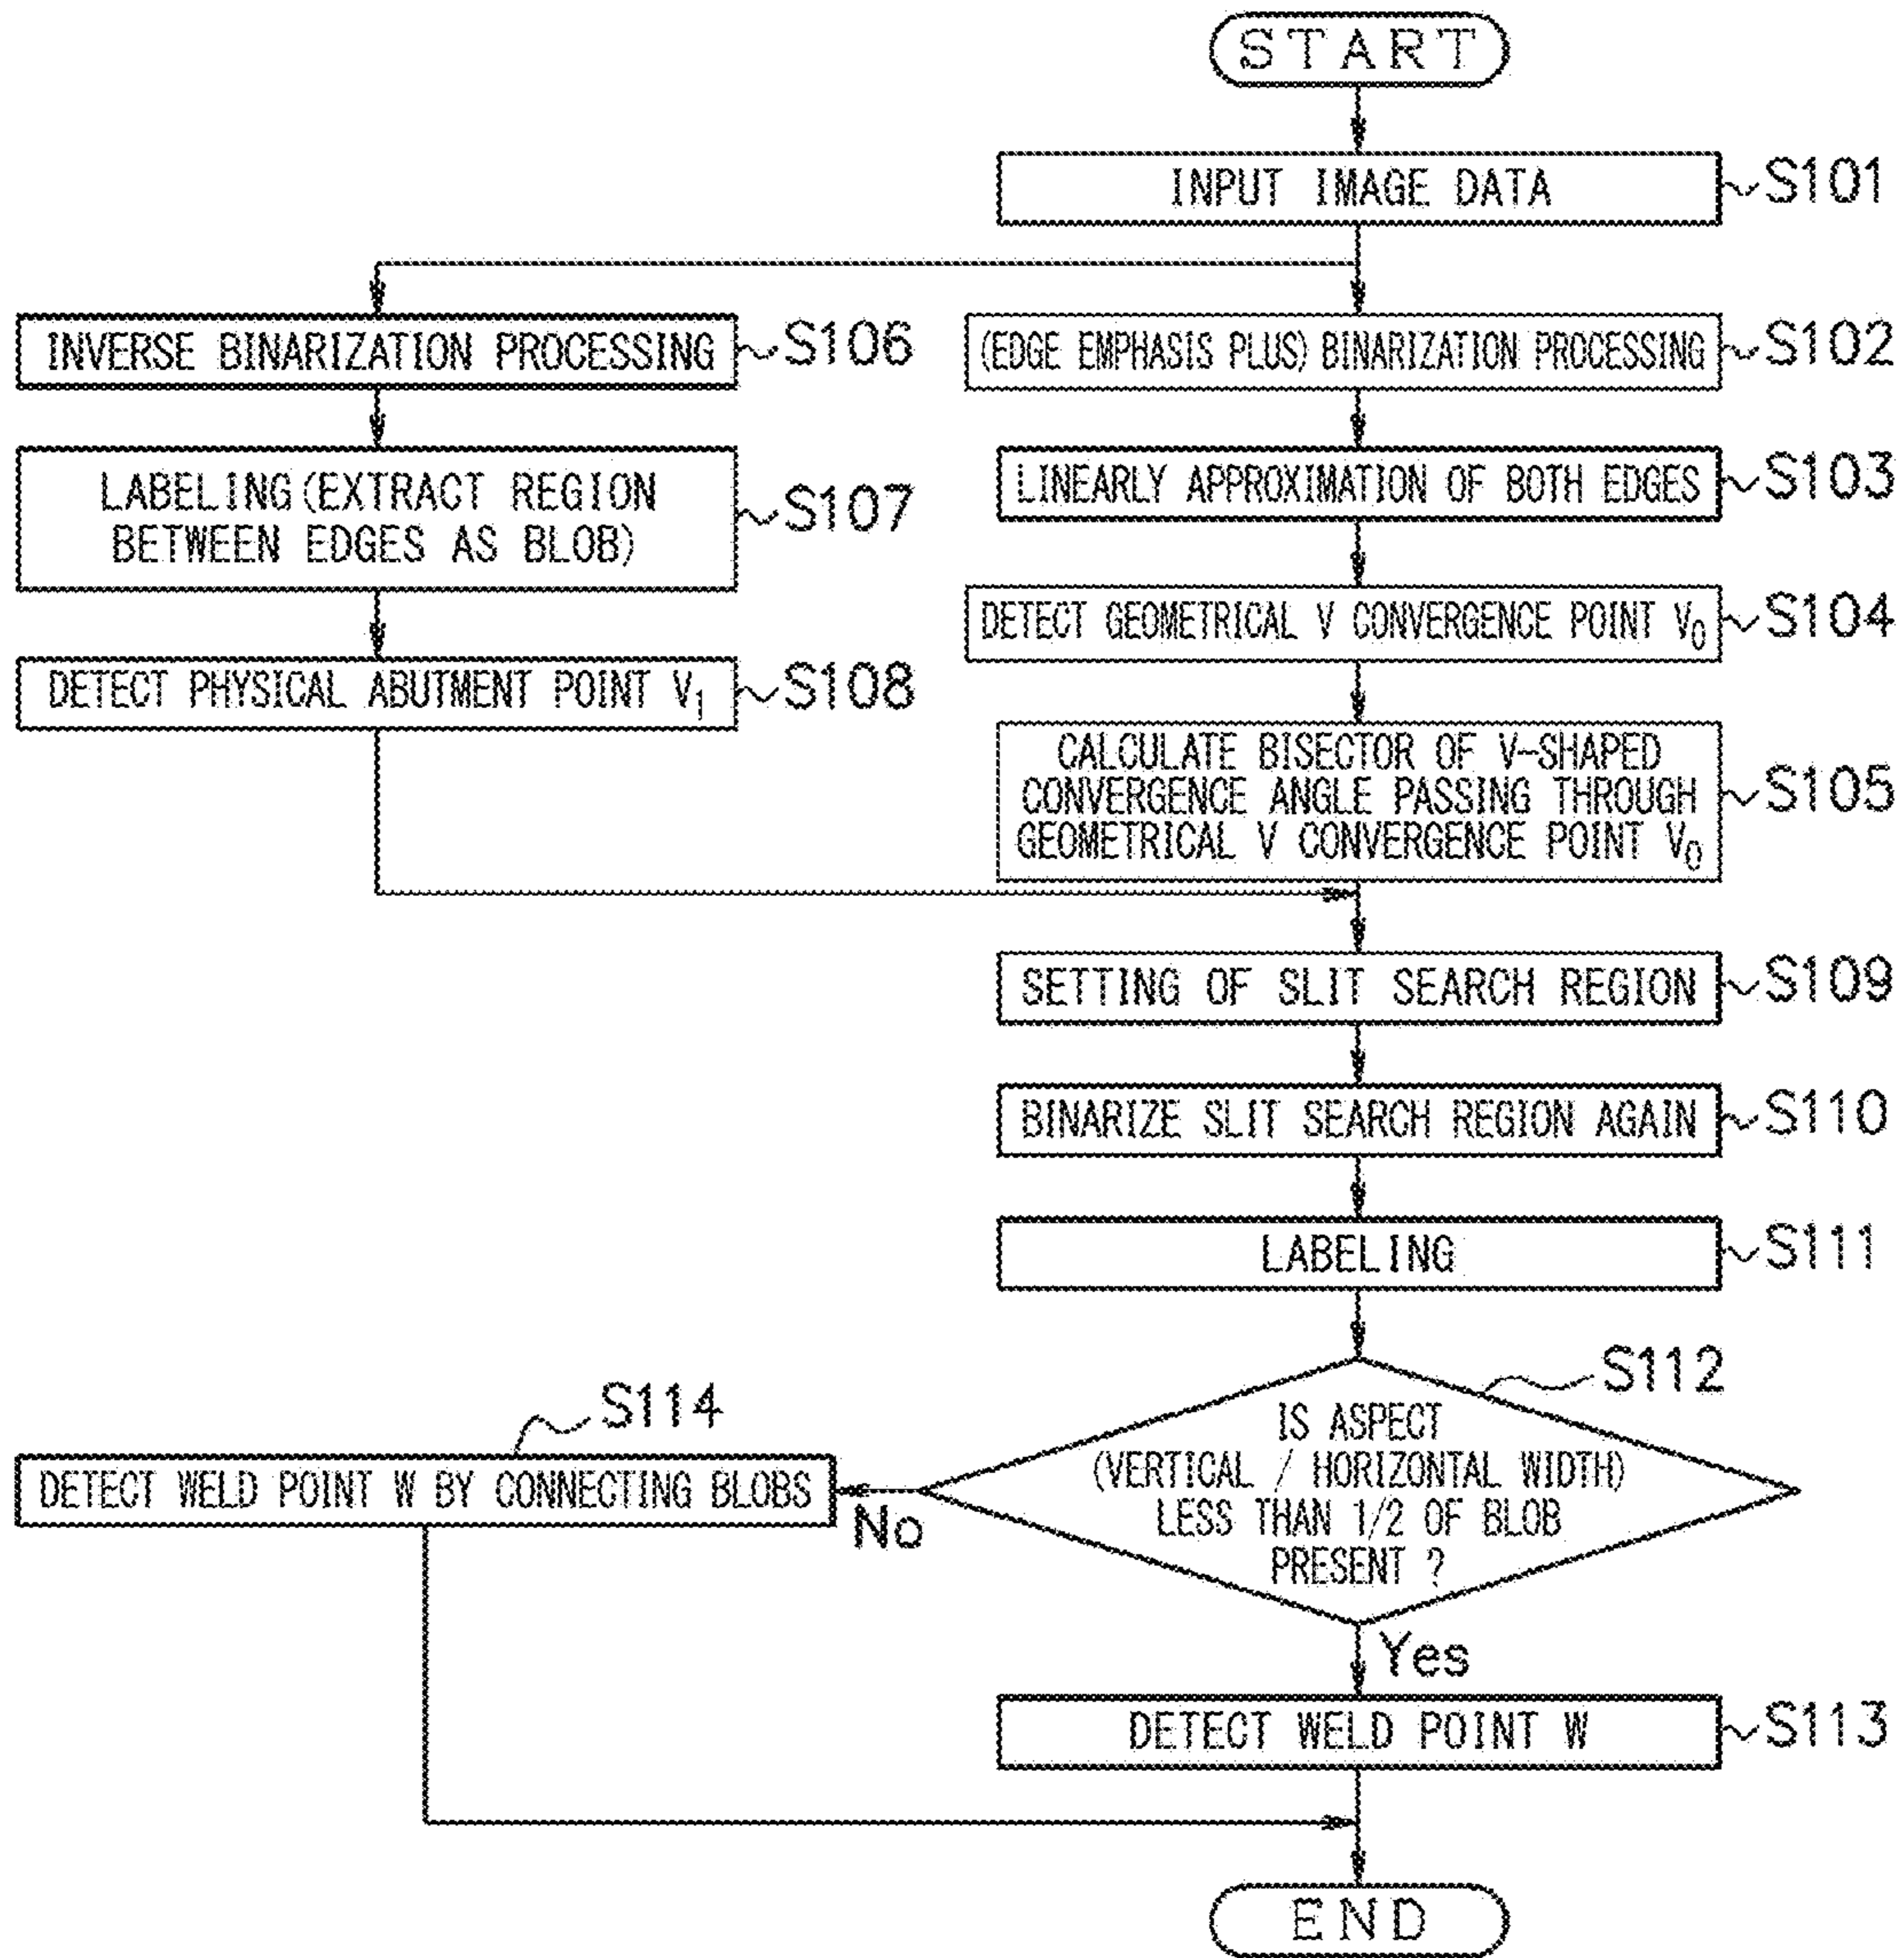 START
INPUT IMAGE DATA
S101
INVERSE BINARIZATION PROCESSING
S106
(EDGE EMPHASIS PLUS) BINARIZATION PROCESSING
S102
LABELING (EXTRACT REGION
BETWEEN EDGES AS BLOB)
S107
LINEARLY APPROXIMATION OF BOTH EDGES
S103
DETECT GEOMETRICAL V CONVERGENCE POINT V0
S104
DETECT PHYSICAL ABUTMENT POINT V1
S108
CALCULATE BISECTOR OF V-SHAPED
CONVERGENCE ANGLE PASSING THROUGH
GEOMETRICAL V CONVERGENCE POINT V0
S105
SETTING OF SLIT SEARCH REGION
S109
BINARIZE SLIT SEARCH REGION AGAIN
S110
LABELING
S111
S112
IS ASPECT
(VERTICAL / HORIZONTAL WIDTH)
LESS THAN 1/2 OF BLOB
PRESENT ?
S114
DETECT WELD POINT W BY CONNECTING BLOBS
No
Yes
DETECT WELD POINT W
S113
END